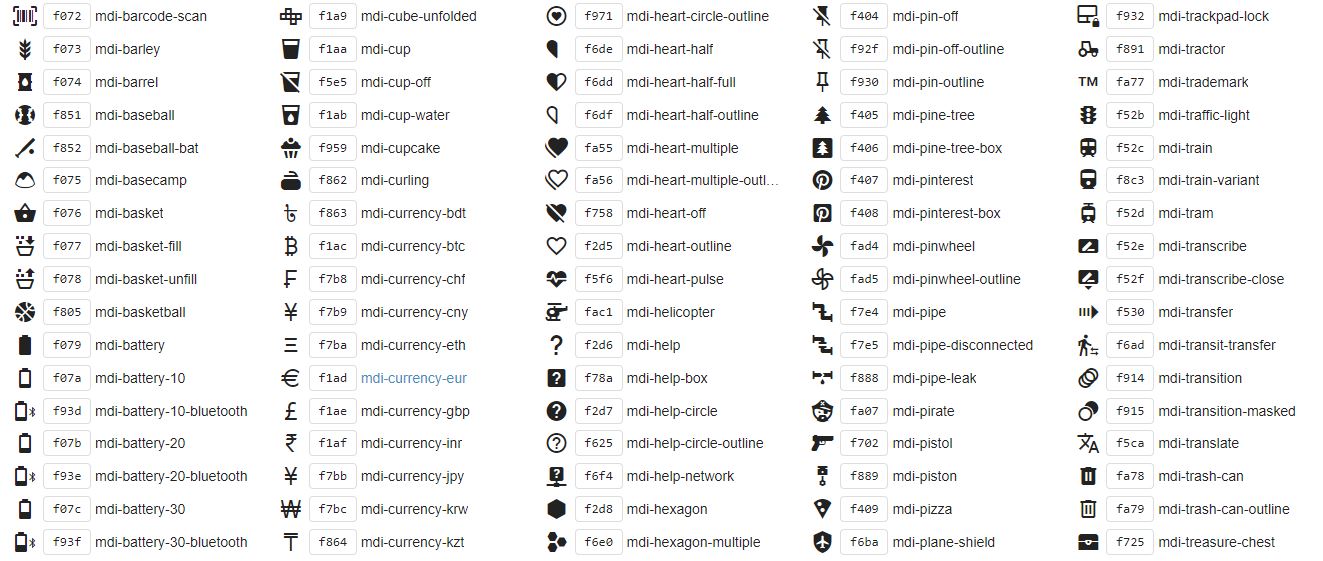 f072 mdi-barcode-scan f1a9 mdi-cube-unfolded f971 mdi-heart-circle-outline f404 mdi-pin-off f932 mdi-trackpad-lock
f073 mdi-barley f1aa mdi-cup f6de mdi-heart-half f92f mdi-pin-off-outline f891 mdi-tractor
f074 mdi-barrel f5e5 mdi-cup-off f6dd mdi-heart-half-full f930 mdi-pin-outline TM fa77 mdi-trademark
f851 mdi-baseball f1ab mdi-cup-water f6df mdi-heart-half-outline f405 mdi-pine-tree f52b mdi-traffic-light
f852 mdi-baseball-bat f959 mdi-cupcake fa55 mdi-heart-multiple f406 mdi-pine-tree-box f52c mdi-train
f075 mdi-basecamp f862 mdi-curling fa56 mdi-heart-multiple-outl... f407 mdi-pinterest f8c3 mdi-train-variant
f076 mdi-basket f863 mdi-currency-bdt f758 mdi-heart-off f408 mdi-pinterest-box f52d mdi-tram
f077 mdi-basket-fill f1ac mdi-currency-btc f2d5 mdi-heart-outline fad4 mdi-pinwheel f52e mdi-transcribe
f078 mdi-basket-unfill f7b8 mdi-currency-chf f5f6 mdi-heart-pulse fad5 mdi-pinwheel-outline f52f mdi-transcribe-close
f805 mdi-basketball ¥ f7b9 mdi-currency-cny fac1 mdi-helicopter f7e4 mdi-pipe f530 mdi-transfer
f079 mdi-battery f7ba mdi-currency-eth ? f2d6 mdi-help f7e5 mdi-pipe-disconnected f6ad mdi-transit-transfer
f07a mdi-battery-10 € f1ad mdi-currency-eur ? f78a mdi-help-box f888 mdi-pipe-leak f914 mdi-transition
f93d mdi-battery-10-bluetooth £ f1ae mdi-currency-gbp ? f2d7 mdi-help-circle fa07 mdi-pirate f915 mdi-transition-masked
f07b mdi-battery-20 ₹ f1af mdi-currency-inr ? f625 mdi-help-circle-outline f702 mdi-pistol 文A f5ca mdi-translate
f93e mdi-battery-20-bluetooth ¥ f7bb mdi-currency-jpy ? f6f4 mdi-help-network f889 mdi-piston fa78 mdi-trash-can
f07c mdi-battery-30 ₩ f7bc mdi-currency-krw f2d8 mdi-hexagon f409 mdi-pizza fa79 mdi-trash-can-outline
f93f mdi-battery-30-bluetooth ₸ f864 mdi-currency-kzt f6e0 mdi-hexagon-multiple f6ba mdi-plane-shield f725 mdi-treasure-chest